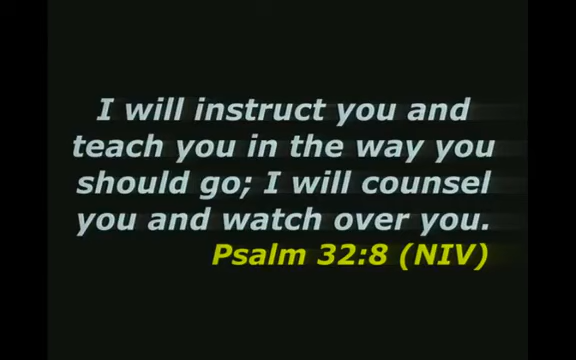 I will instruct you and
teach you in the way you
should go; I will counsel
you and watch over you.
Psalm 32:8 (NIV)